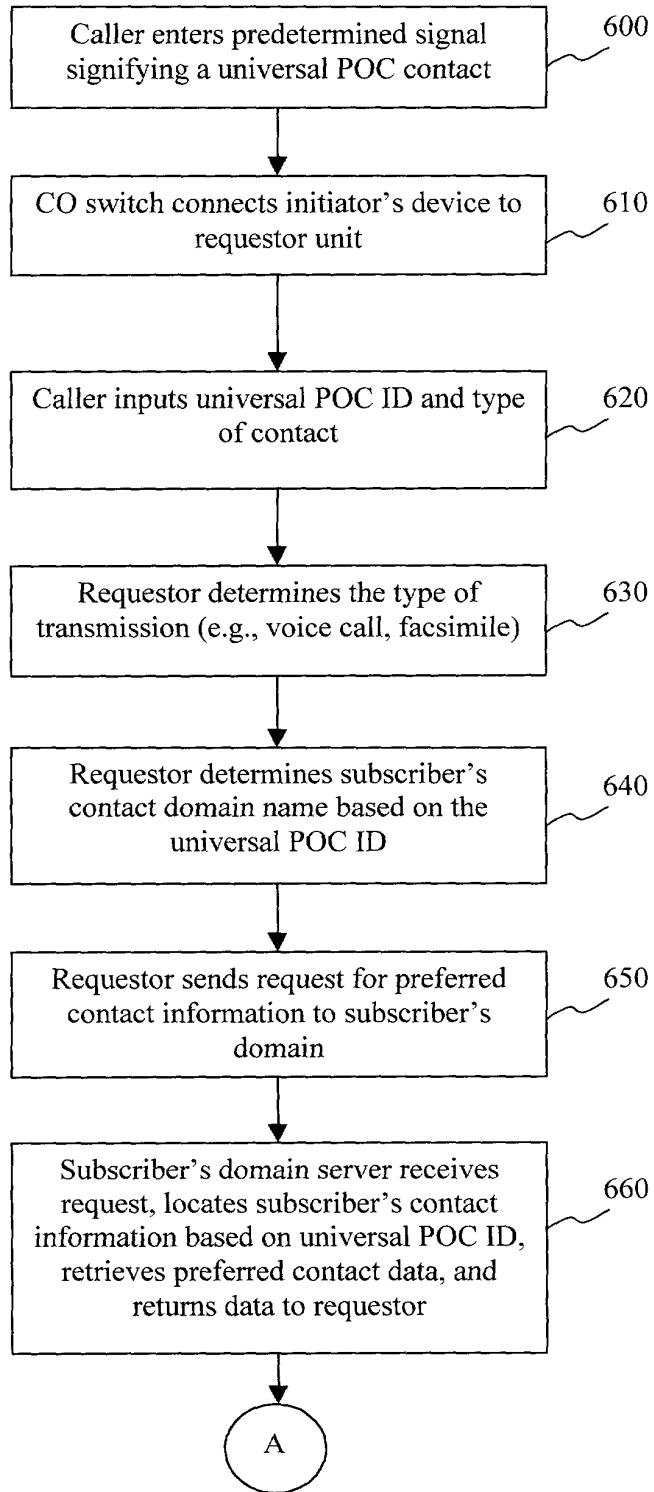 Caller enters predetermined signal
signifying a universal POC contact
600
CO switch connects initiator's device to
requestor unit
610
Caller inputs universal POC ID and type
of contact
620
Requestor determines the type of
transmission (e.g., voice call, facsimile)
630
Requestor determines subscriber's
contact domain name based on the
universal POC ID
640
Requestor sends request for preferred
contact information to subscriber's
domain
650
Subscriber's domain server receives
request, locates subscriber's contact
information based on universal POC ID,
retrieves preferred contact data, and
returns data to requestor
660
A